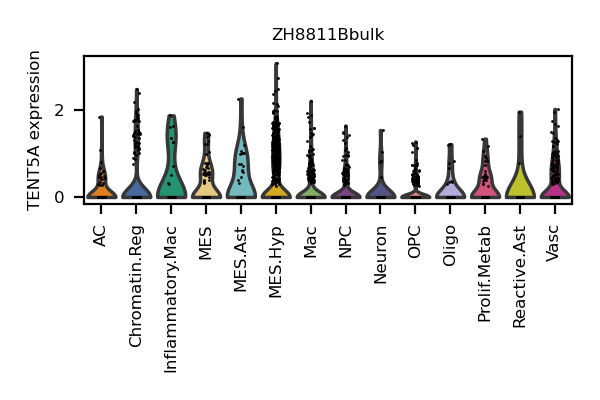 ZH8811Bbulk
TENT5A expression
2
0
AC
Chromatin.Reg
Inflammatory.Mac
MES
MES.Ast
MES.Hyp
Mac
NPC
Neuron
OPC
Oligo
Prolif.Metab
Reactive.Ast
Vasc